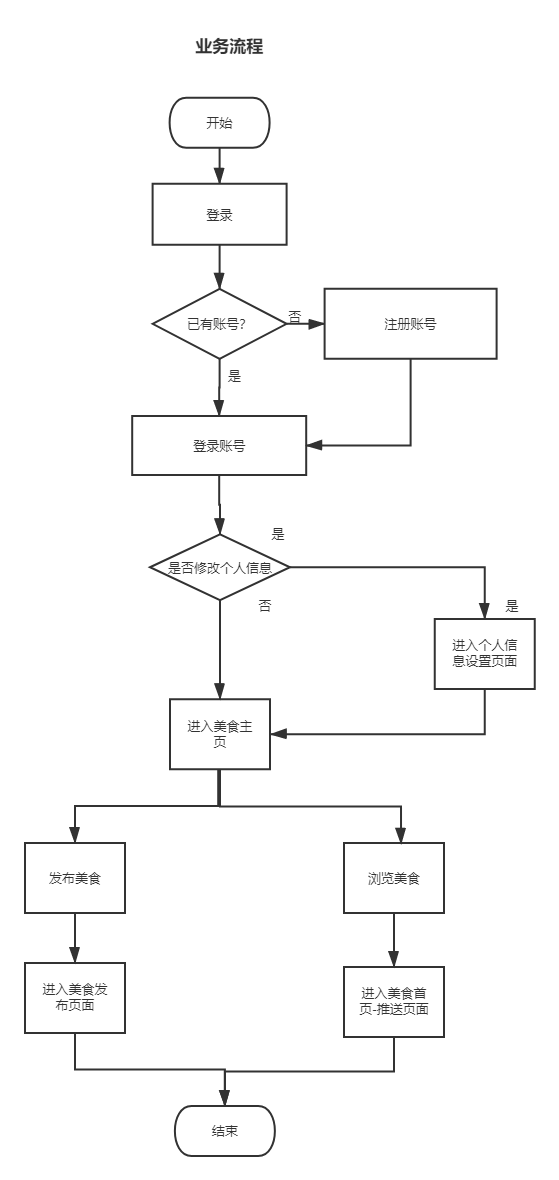 业务流程
开始
登录
已有账号?
否
注册账号
是
登录账号
是
是否修改个人信息
否
是
进入个人信
息设置页面
进入美食主
页
发布美食
浏览美食
进入美食发
布页面
进入美食首
页-推送页面
结束